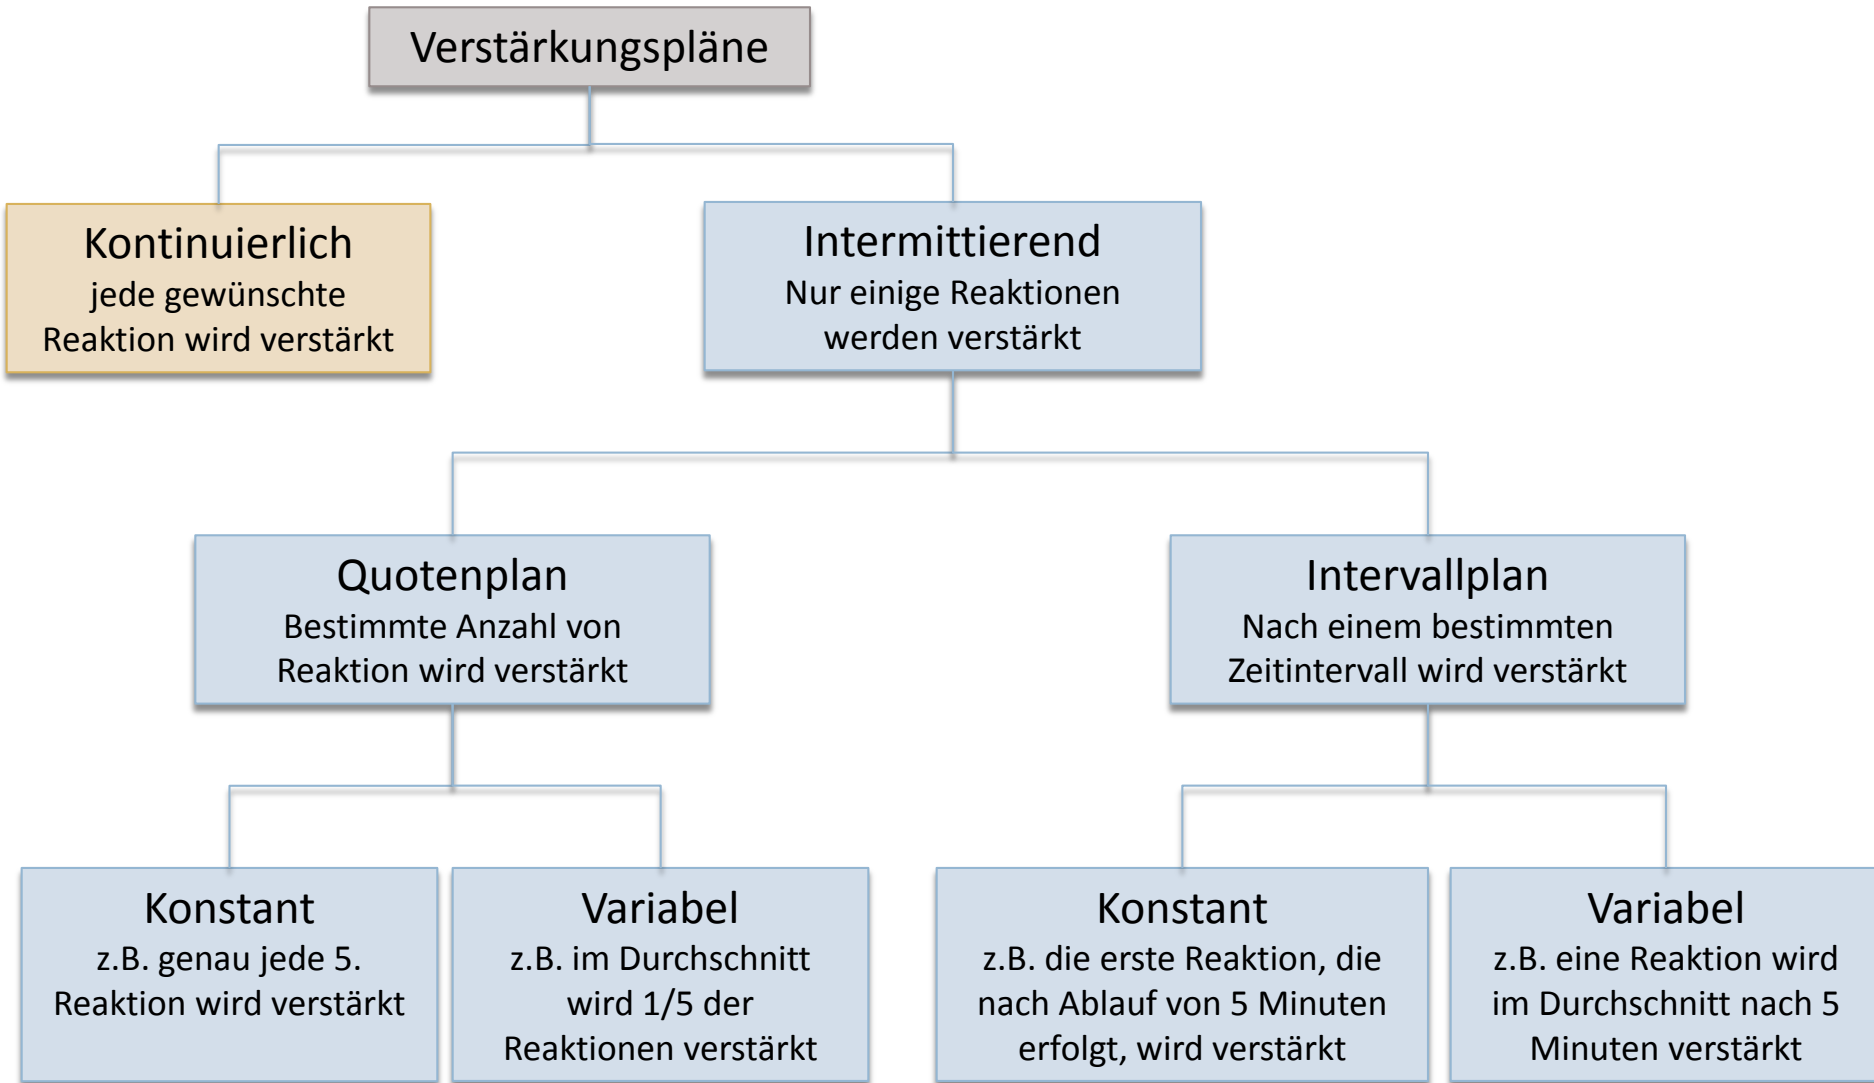 Verstärkungspläne
Kontinuierlich
jede gewünschte
Reaktion wird verstärkt
Intermittierend
Nur einige Reaktionen
werden verstärkt
Quotenplan
Bestimmte Anzahl von
Reaktion wird verstärkt
Intervallplan
Nach einem bestimmten
Zeitintervall wird verstärkt
Konstant
z.B. genau jede 5.
Reaktion wird verstärkt
Variabel
z.B. im Durchschnitt
wird 1/5 der
Reaktionen verstärkt
Konstant
z.B. die erste Reaktion, die
nach Ablauf von 5 Minuten
erfolgt, wird verstärkt
Variabel
z.B. eine Reaktion wird
im Durchschnitt nach 5
Minuten verstärkt